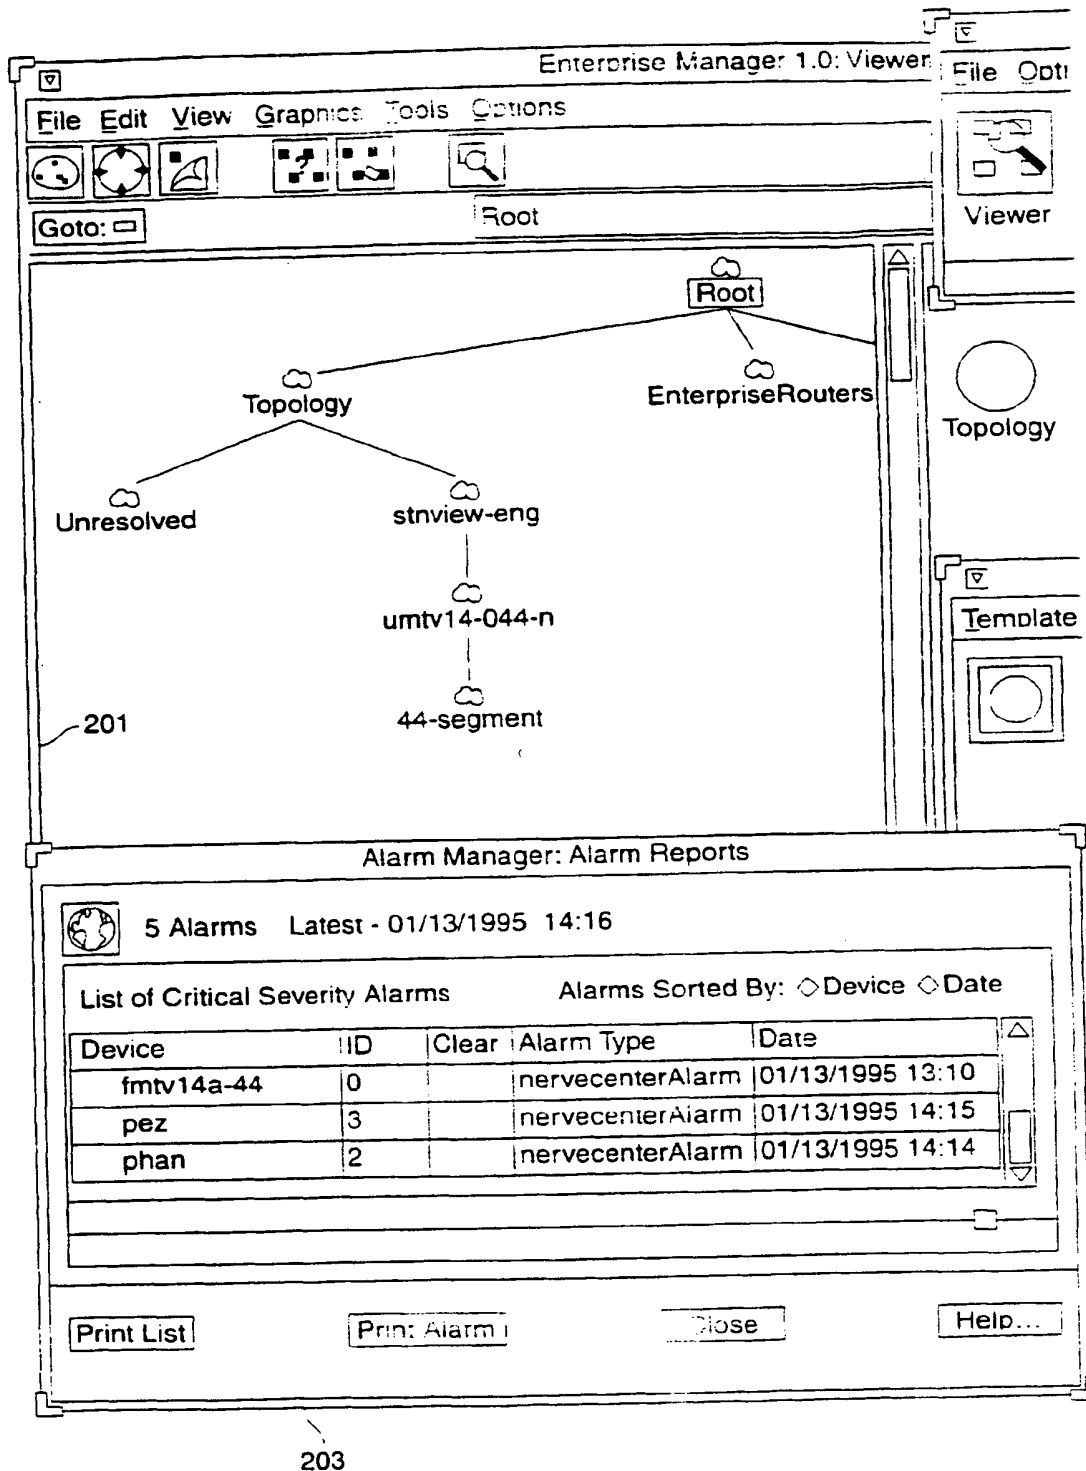 Enterprise Manager 1.0: Viewer
File Edit View Graphics Tools Options
Goto:
Root
File Opti
Viewer
Root
Topology
EnterpriseRouters
Topology
Unresolved
stnview-eng
umtv14-044-n
44-segment
Template
201
Alarm Manager: Alarm Reports
5 Alarms Latest - 01/13/1995 14:16
List of Critical Severity Alarms Alarms Sorted By: Device Date
Device ID Clear Alarm Type Date
fmtv14a-44 0 nervecenterAlarm 01/13/1995 13:10
pez 3 nervecenterAlarm 01/13/1995 14:15
phan 2 nervecenterAlarm 01/13/1995 14:14
Print List Print Alarm Close Help...
203